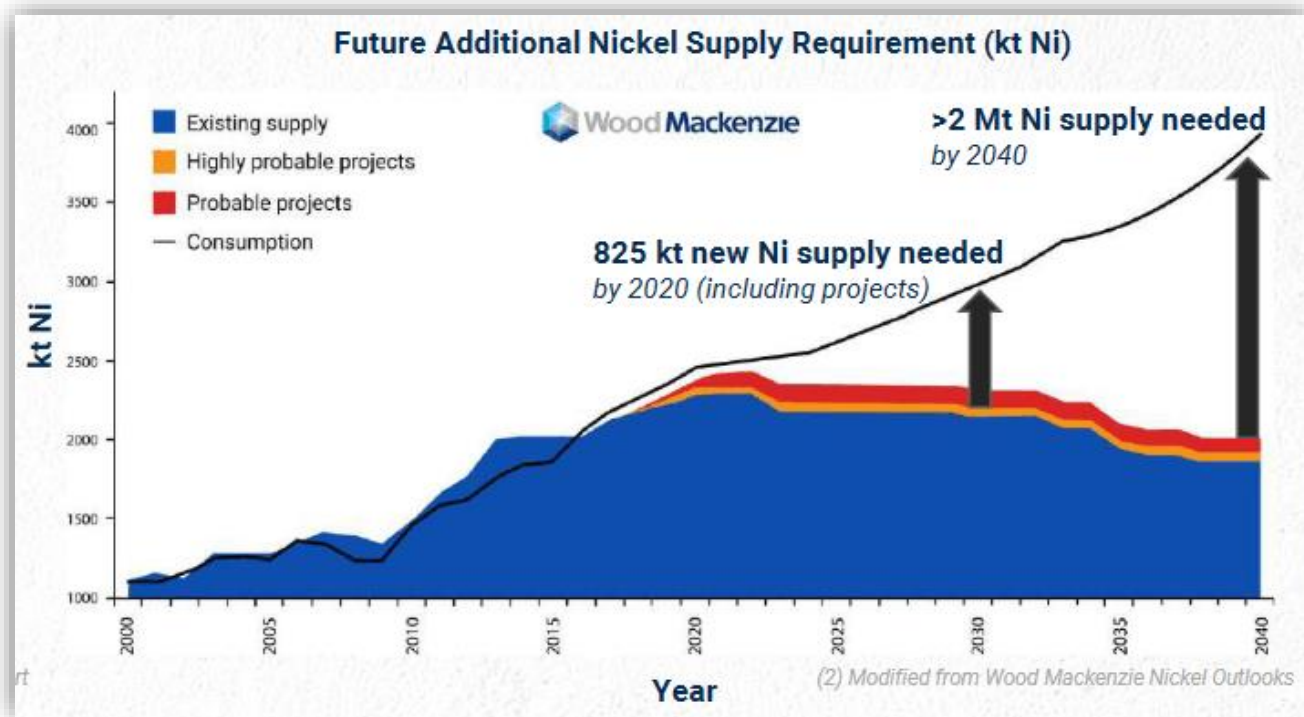 Future Additional Nickel Supply Requirement (kt Ni)
Existing supply
Highly probable projects
Probable projects
Consumption
Wood Mackenzie
>2 Mt Ni supply needed
by 2040
825 kt new Ni supply needed
by 2020 (including projects)
kt Ni
4000
3500
3000
2500
2000
1500
1000
2000
2005
2010
2015
2020
2025
2030
2035
2040
Year
rt
(2) Modified from Wood Mackenzie Nickel Outlooks